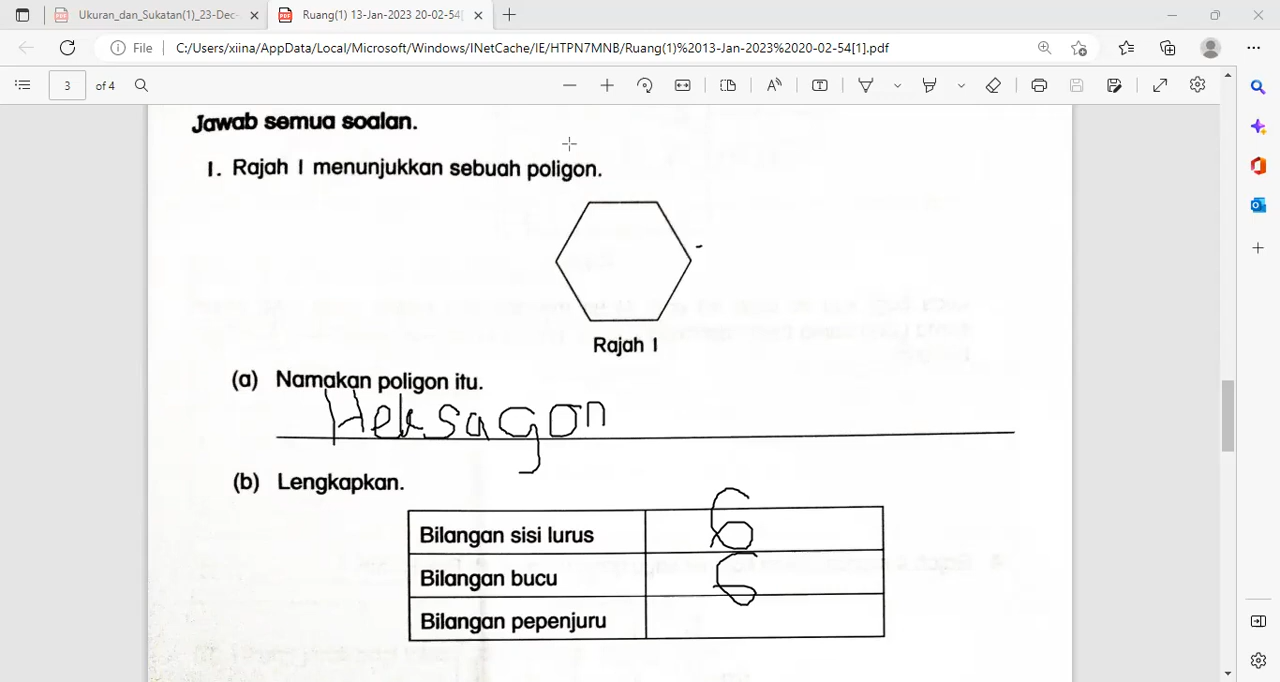 Ukuran_dan_Sukatan(1)_23-Dec-
Ruang(1) 13-Jan-2023 20-02-54[
File
C:/Users/xiina/AppData/Local/Microsoft/Windows/INetCache/IE/HTPN7MNB/Ruang(1)%2013-Jan-2023%2020-02-54[1].pdf
3 of 4
Jawab semua soalan.
1. Rajah 1 menunjukkan sebuah poligon.
Rajah 1
(a) Namakan poligon itu.
Heksagon
(b) Lengkapkan.
Bilangan sisi lurus 6
Bilangan bucu 6
Bilangan pepenjuru